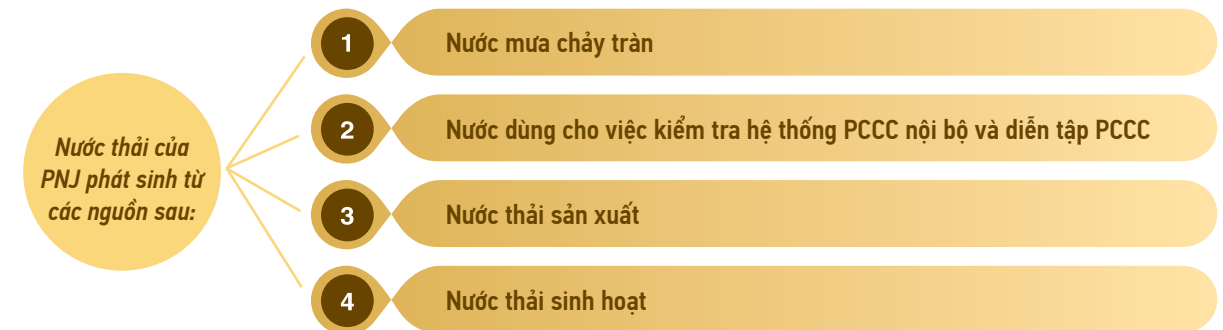 Nước thải của
PNJ phát sinh từ
các nguồn sau:
1
Nước mưa chảy tràn
2
Nước dùng cho việc kiểm tra hệ thống PCCC nội bộ và diễn tập PCCC
3
Nước thải sản xuất
4
Nước thải sinh hoạt